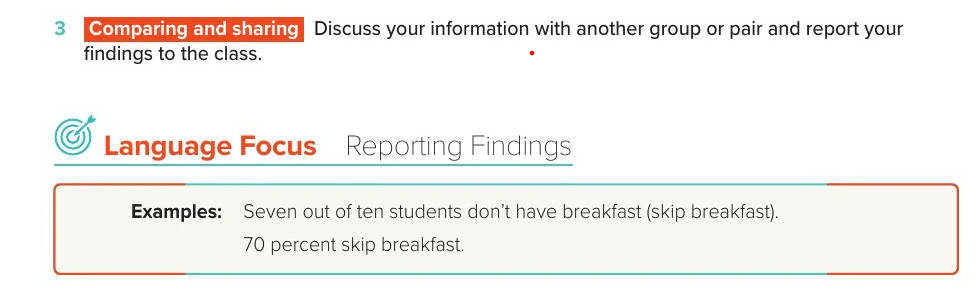 3 Comparing and sharing Discuss your information with another group or pair and report your
findings to the class.
Language Focus Reporting Findings
Examples: Seven out of ten students don't have breakfast (skip breakfast).
70 percent skip breakfast.